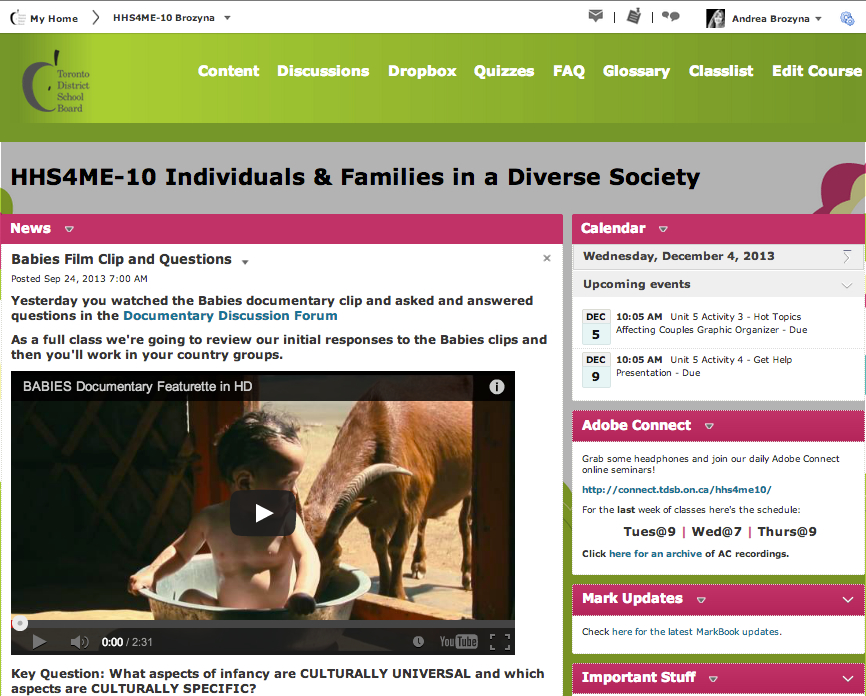 My Home
HHS4ME-10 Brozyna
Andrea Brozyna
Toronto
District
School
Board
Content Discussions Dropbox Quizzes FAQ Glossary Classlist Edit Course
HHS4ME-10 Individuals & Families in a Diverse Society
News
Babies Film Clip and Questions
Posted Sep 24, 2013 7:00 AM
Yesterday you watched the Babies documentary clip and asked and answered
questions in the Documentary Discussion Forum
As a full class we're going to review our initial responses to the Babies clips and
then you'll work in your country groups.
BABIES Documentary Featurette in HD
0:00 / 2:31
YouTube
Key Question: What aspects of infancy are CULTURALLY UNIVERSAL and which
aspects are CULTURALLY SPECIFIC?
Calendar
Wednesday, December 4, 2013
Upcoming events
DEC
5
10:05 AM Unit 5 Activity 3 - Hot Topics
Affecting Couples Graphic Organizer - Due
DEC
9
10:05 AM Unit 5 Activity 4 - Get Help
Presentation - Due
Adobe Connect
Grab some headphones and join our daily Adobe Connect
online seminars!
http://connect.tdsb.on.ca/hhs4me10/
For the last week of classes here's the schedule:
Tues@9 | Wed@7 | Thurs@9
Click here for an archive of AC recordings.
Mark Updates
Check here for the latest MarkBook updates.
Important Stuff